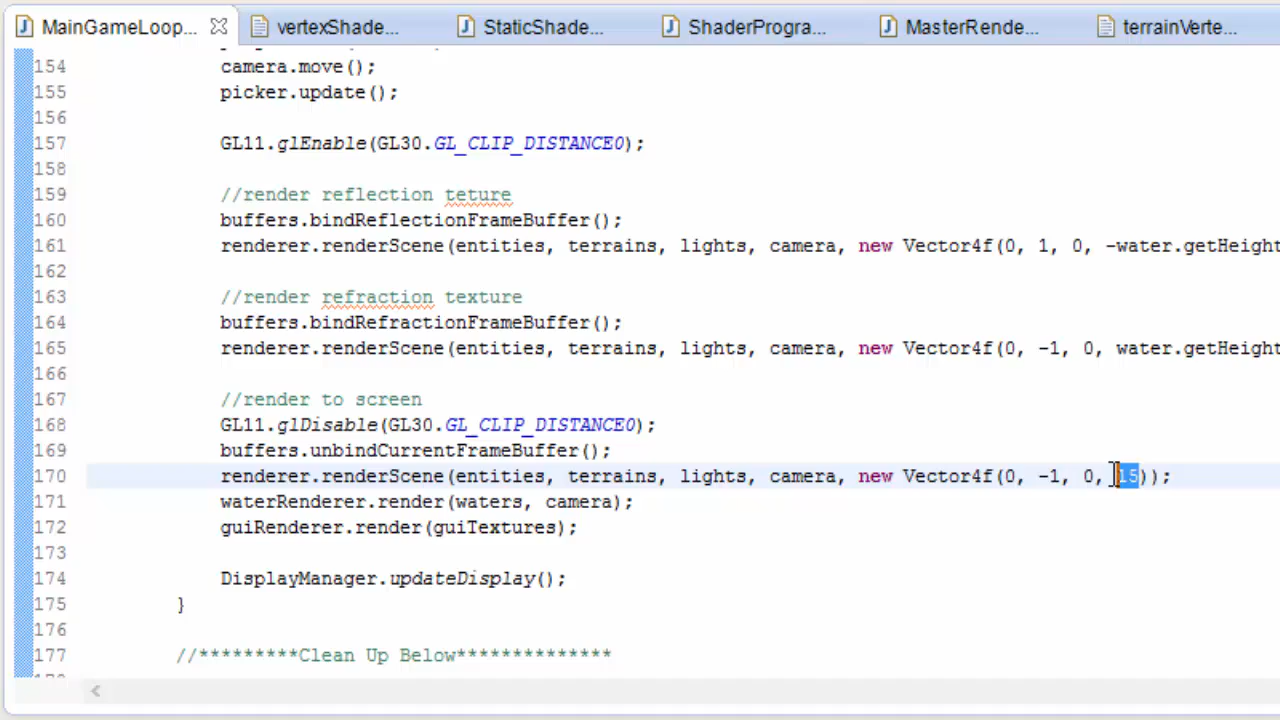 MainGameLoop... vertexShade... StaticShade... ShaderProgra... MasterRende... terrainVerte...
154 camera.move();
155 picker.update();
156
157 GL11.glEnable(GL30.GL_CLIP_DISTANCE0);
158
159 //render reflection teture
160 buffers.bindReflectionFrameBuffer();
161 renderer.renderScene(entities, terrains, lights, camera, new Vector4f(0, 1, 0, -water.getHeight
162
163 //render refraction texture
164 buffers.bindRefractionFrameBuffer();
165 renderer.renderScene(entities, terrains, lights, camera, new Vector4f(0, -1, 0, water.getHeight
166
167 //render to screen
168 GL11.glDisable(GL30.GL_CLIP_DISTANCE0);
169 buffers.unbindCurrentFrameBuffer();
170 renderer.renderScene(entities, terrains, lights, camera, new Vector4f(0, -1, 0, 15));
171 waterRenderer.render(waters, camera);
172 guiRenderer.render(guiTextures);
173
174 DisplayManager.updateDisplay();
175 }
176
177 //*********Clean Up Below**************